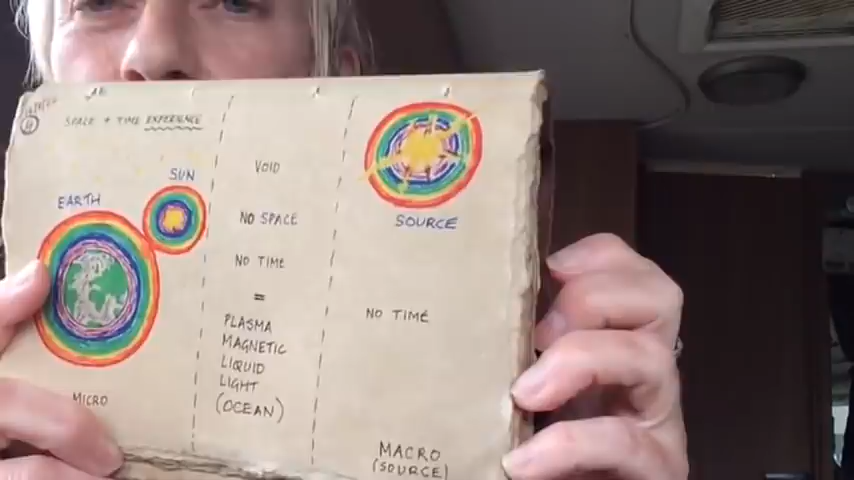 SPACE + TIME EXPERIENCE
EARTH
SUN
MICRO
VOID
NO SPACE
NO TIME
=
PLASMA
MAGNETIC
LIQUID
LIGHT
(OCEAN)
SOURCE
NO TIME
MACRO
(SOURCE)